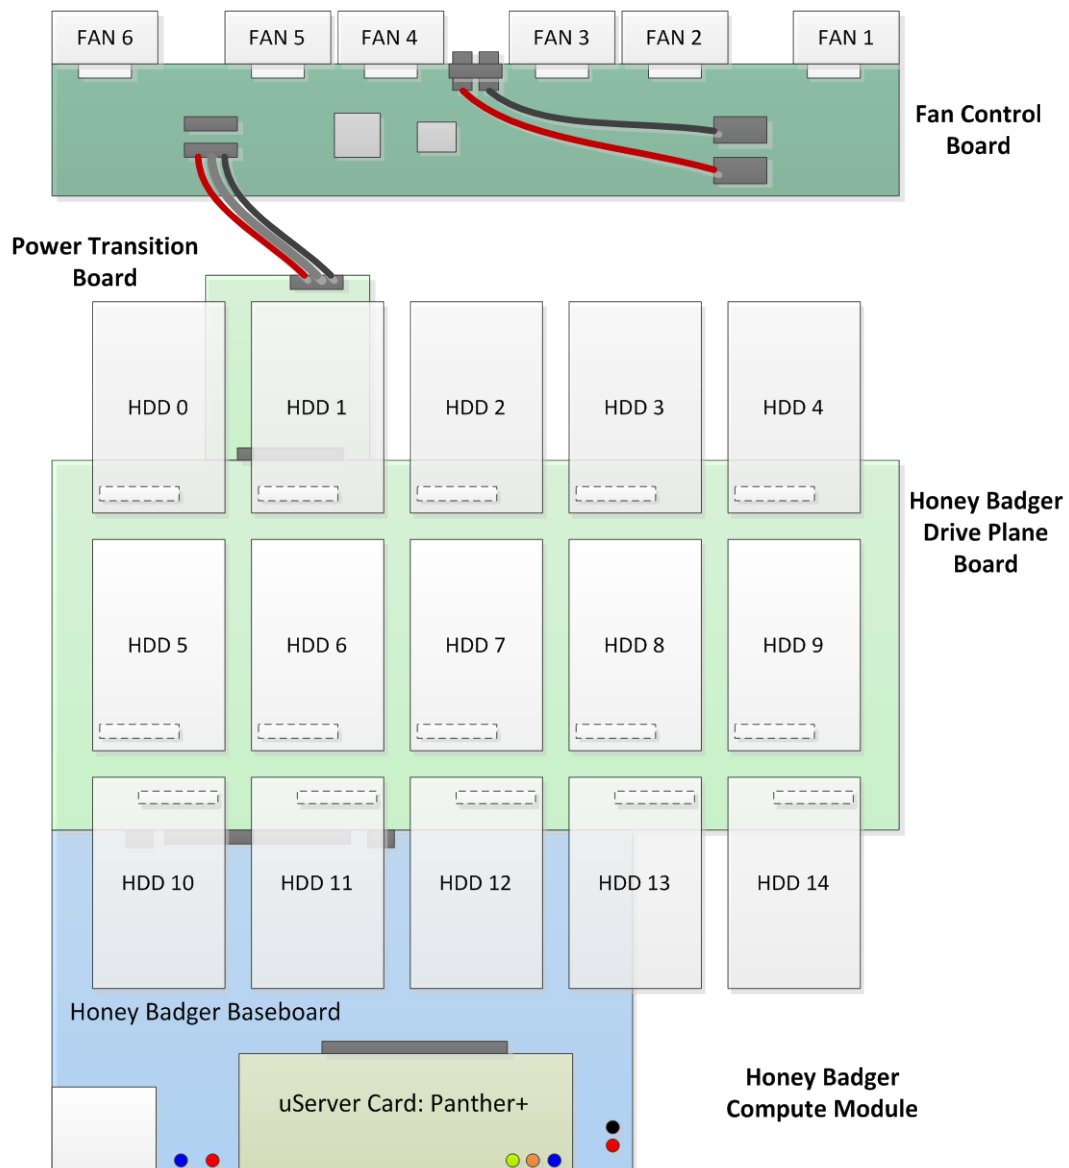 FAN 6
FAN 5
FAN 4
FAN 3
FAN 2
FAN 1
Fan Control
Board
Power Transition
Board
HDD 0
HDD 1
HDD 2
HDD 3
HDD 4
Honey Badger
Drive Plane
Board
HDD 5
HDD 6
HDD 7
HDD 8
HDD 9
HDD 10
HDD 11
HDD 12
HDD 13
HDD 14
Honey Badger Baseboard
uServer Card: Panther+
Honey Badger
Compute Module